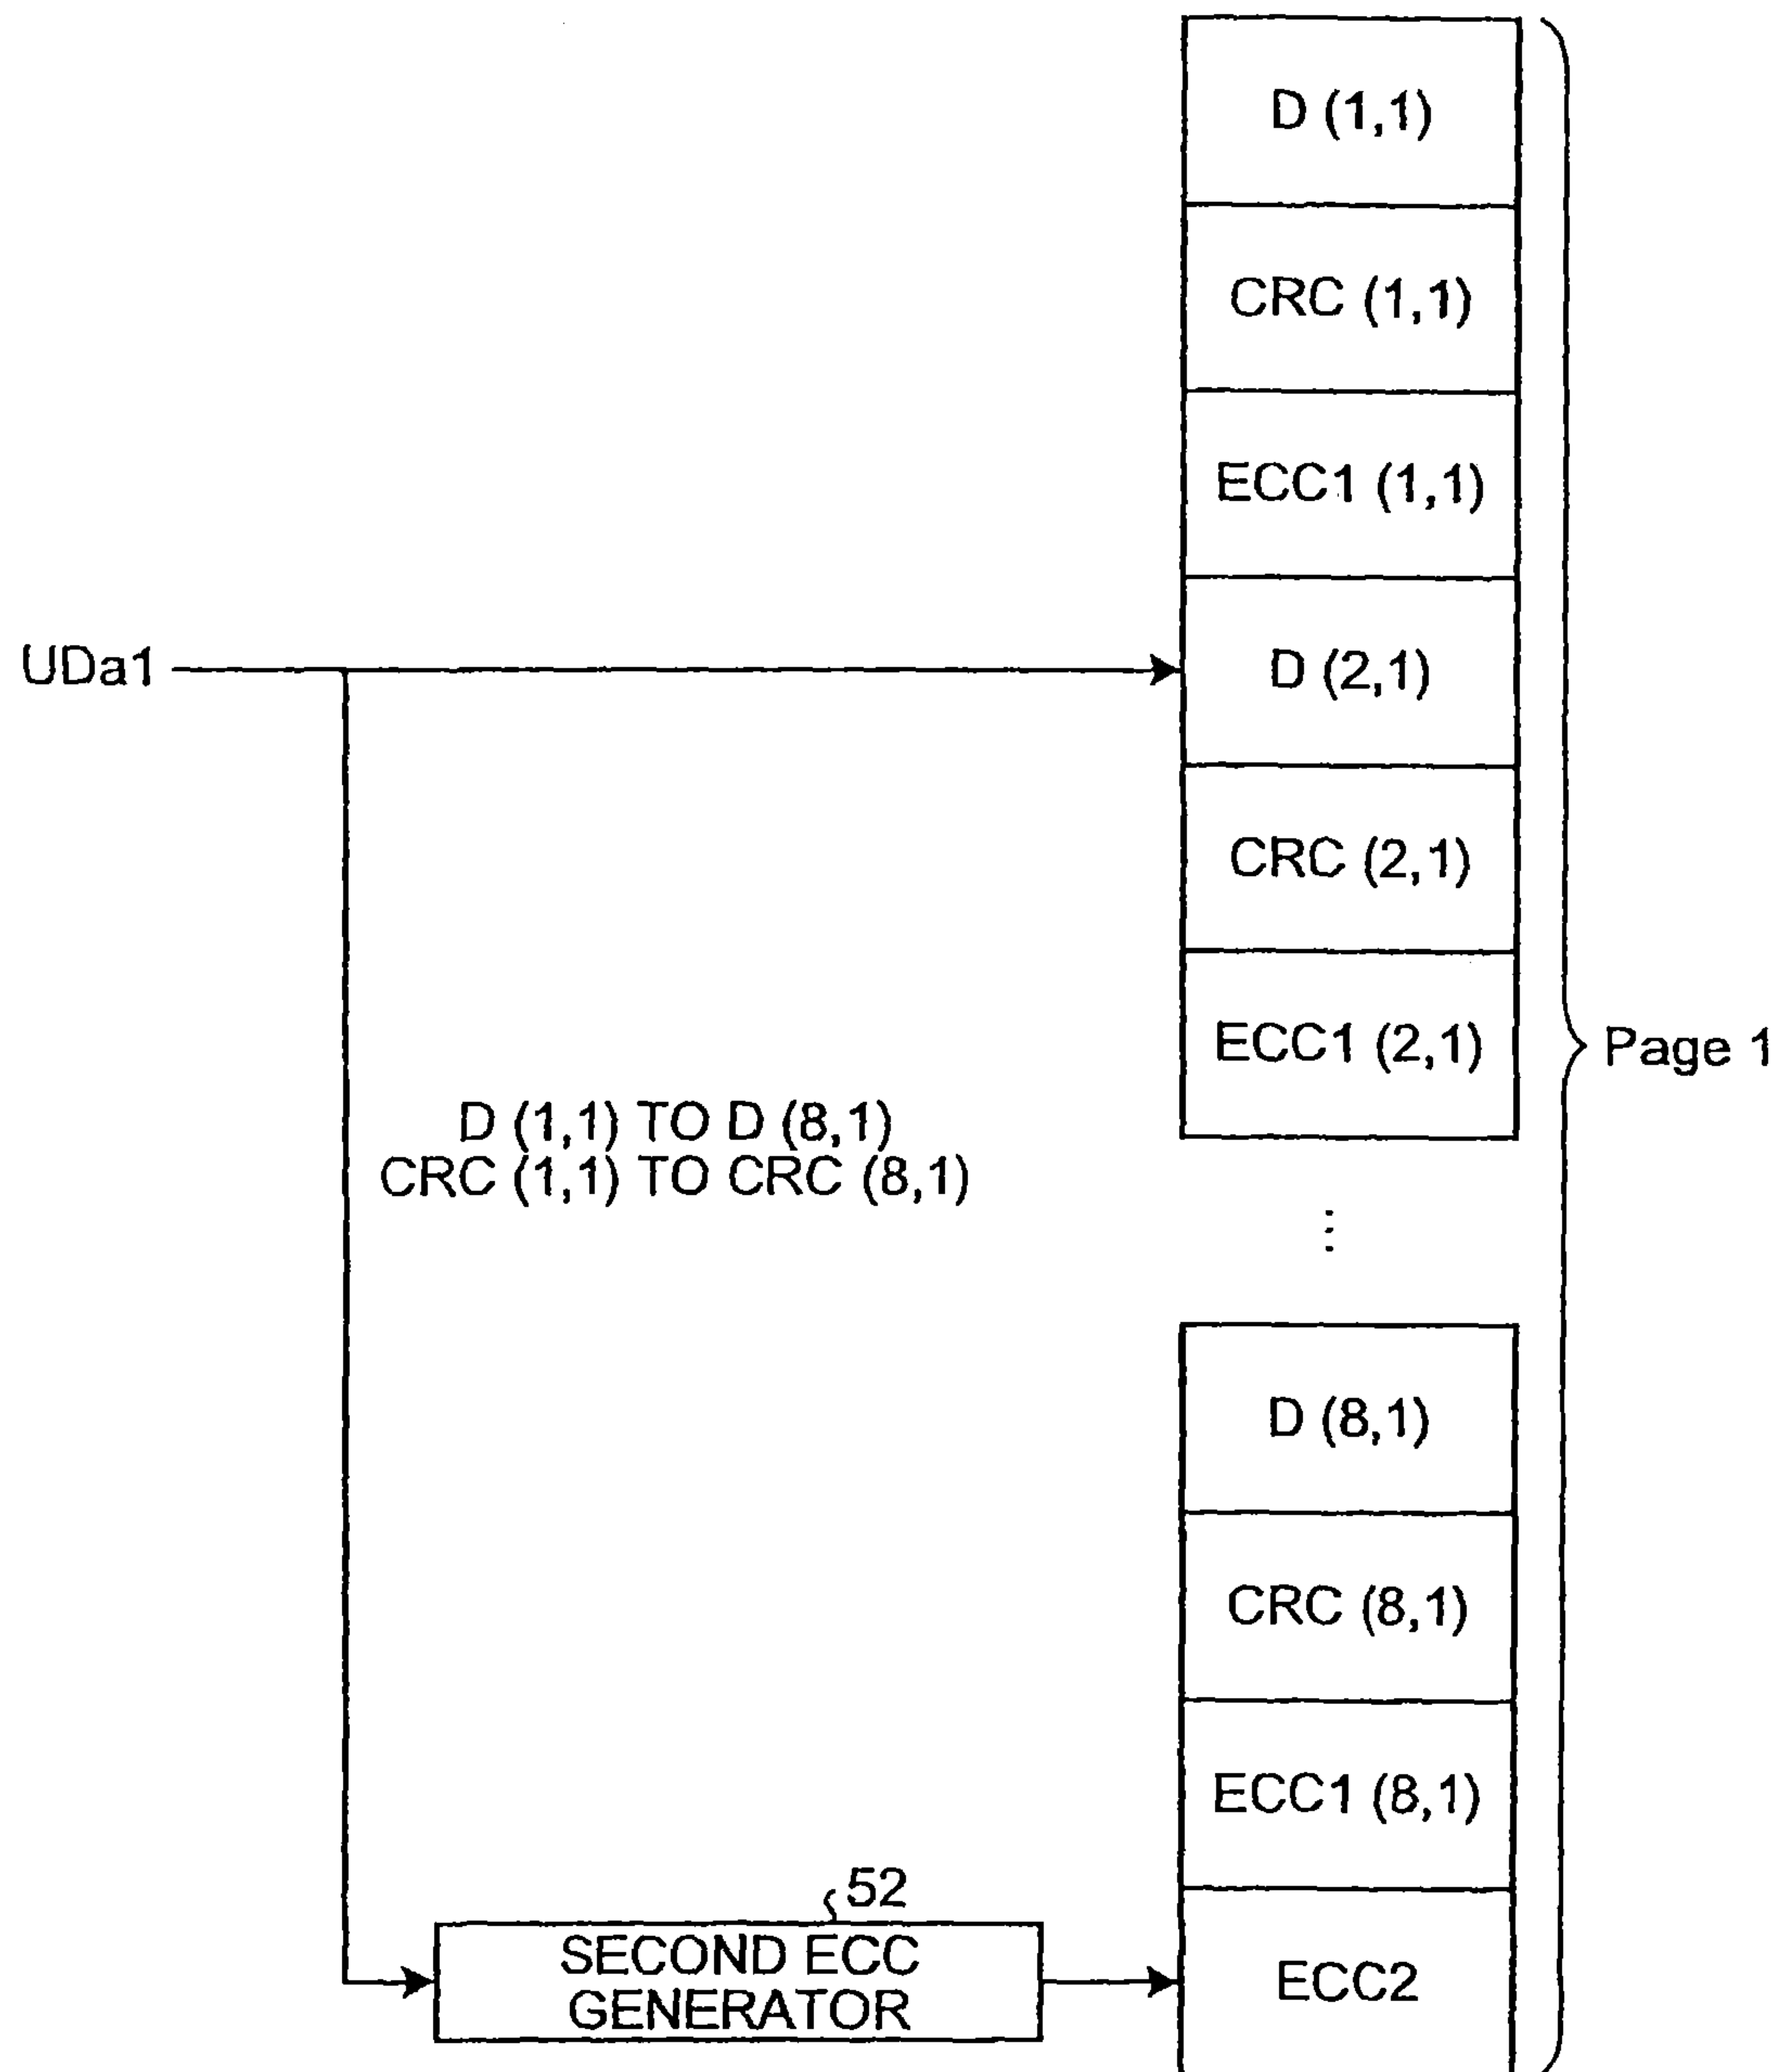 D (1,1)
CRC (1,1)
ECC1 (1,1)
UDa1
D (2,1)
CRC (2,1)
ECC1 (2,1)
Page 1
D (1,1) TO D (8,1)
CRC (1,1) TO CRC (8,1)
⋮
D (8,1)
CRC (8,1)
ECC1 (8,1)
52
SECOND ECC
GENERATOR
ECC2